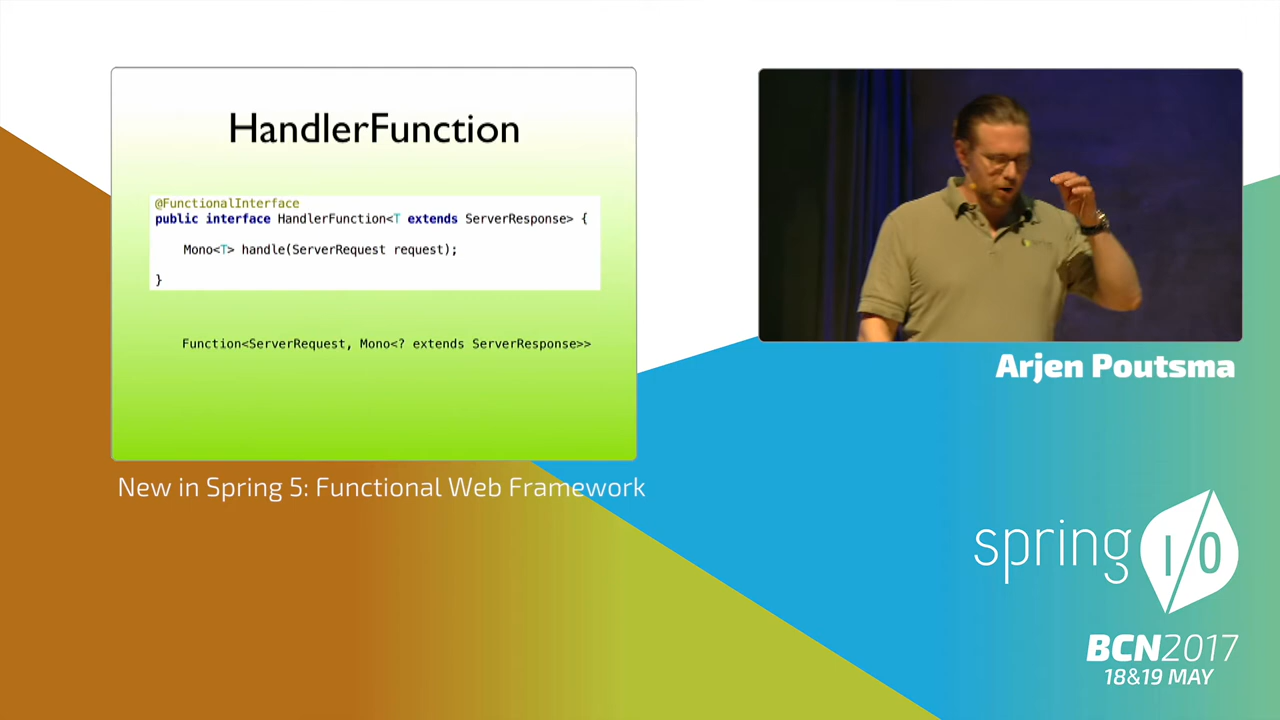 HandlerFunction
@FunctionalInterface
public interface HandlerFunction<T extends ServerResponse> {
Mono<T> handle(ServerRequest request);
}
Function<ServerRequest, Mono<? extends ServerResponse>>
Arjen Poutsma
New in Spring 5: Functional Web Framework
spring I/O
BCN2017
18&19 MAY